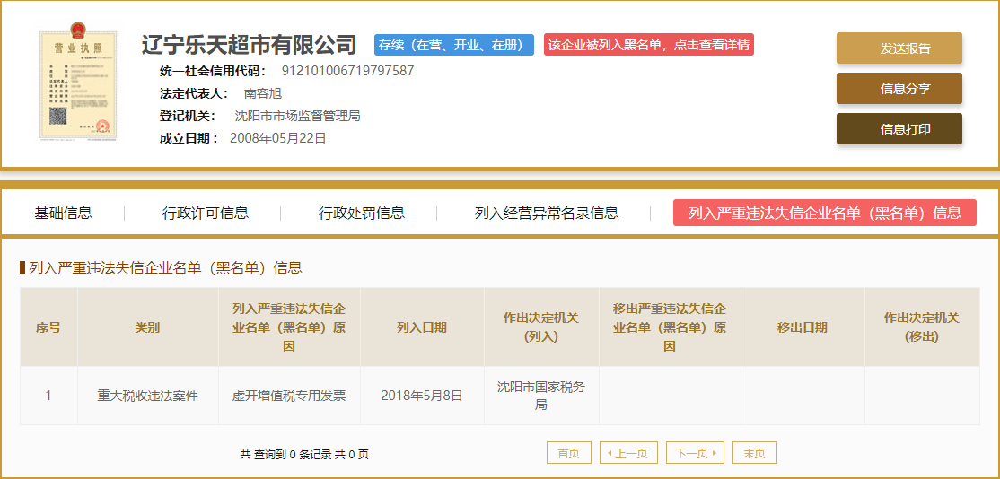 营业执照
辽宁乐天超市有限公司 存续（在营、开业、在册） 该企业被列入黑名单，点击查看详情
统一社会信用代码： 912101006719797587
法定代表人： 南容旭
登记机关： 沈阳市市场监督管理局
成立日期： 2008年05月22日
发送报告
信息分享
信息打印
基础信息 行政许可信息 行政处罚信息 列入经营异常名录信息 列入严重违法失信企业名单（黑名单）信息
列入严重违法失信企业名单（黑名单）信息
序号
类别
列入严重违法失信企
业名单（黑名单）原
因
列入日期
作出决定机关
(列入)
移出严重违法失信企
业名单（黑名单）原
因
移出日期
作出决定机关
(移出)
1
重大税收违法案件
虚开增值税专用发票
2018年5月8日
沈阳市国家税务
局
共 查询到 0 条记录 共 0 页
首页 上一页 下一页 末页